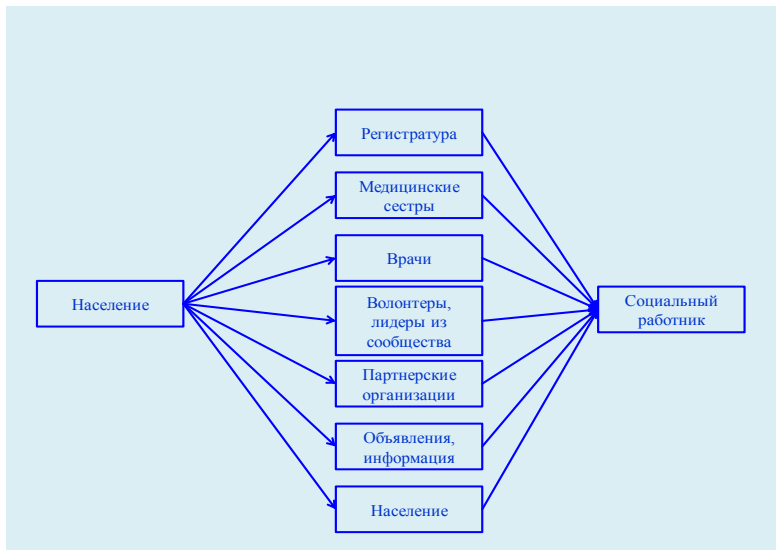 Регистратура
Медицинские
сестры
Врачи
Население
Волонтеры,
лидеры из
сообщества
Социальный
работник
Партнерские
организации
Объявления,
информация
Население